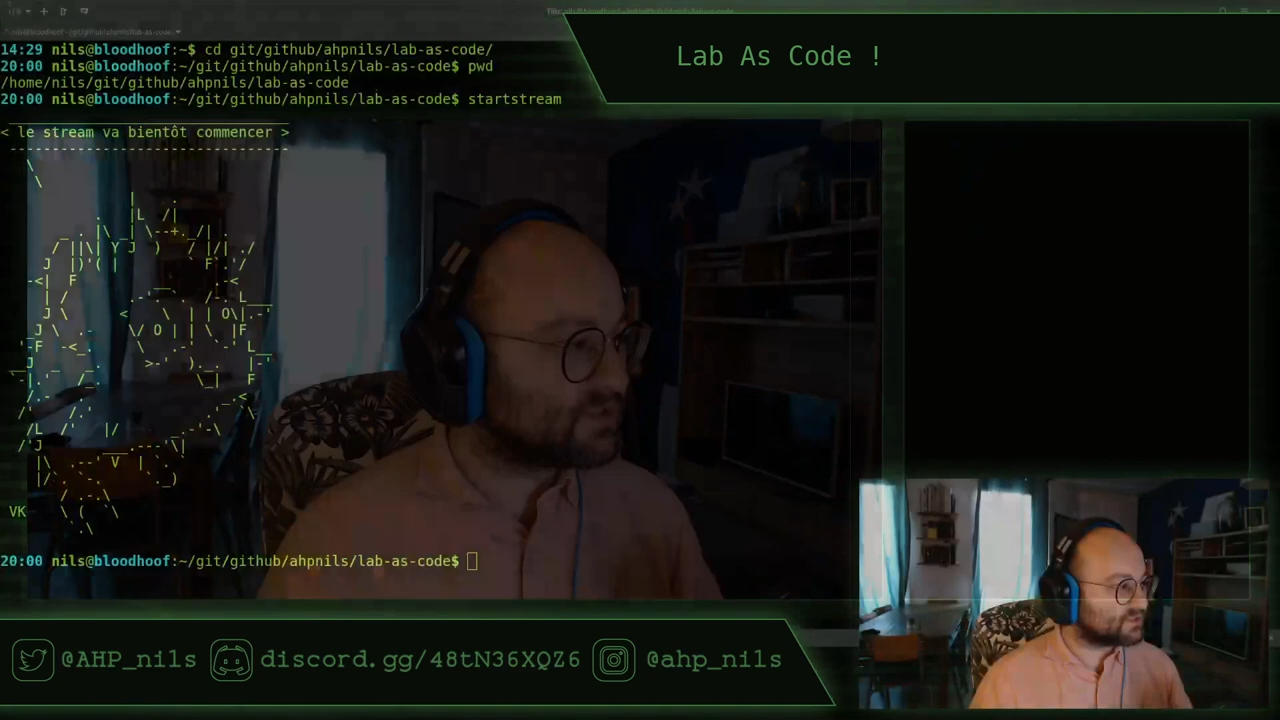 Lab As Code !
14:29 nils@bloodhoof:~$ cd git/github/ahpnils/lab-as-code/
20:00 nils@bloodhoof:~/git/github/ahpnils/lab-as-code$ pwd
/home/nils/git/github/ahpnils/lab-as-code
20:00 nils@bloodhoof:~/git/github/ahpnils/lab-as-code$ startstream
< le stream va bientôt commencer >
VK
20:00 nils@bloodhoof:~/git/github/ahpnils/lab-as-code$
@AHP_nils discord.gg/48tN36XQZ6 @ahp_nils